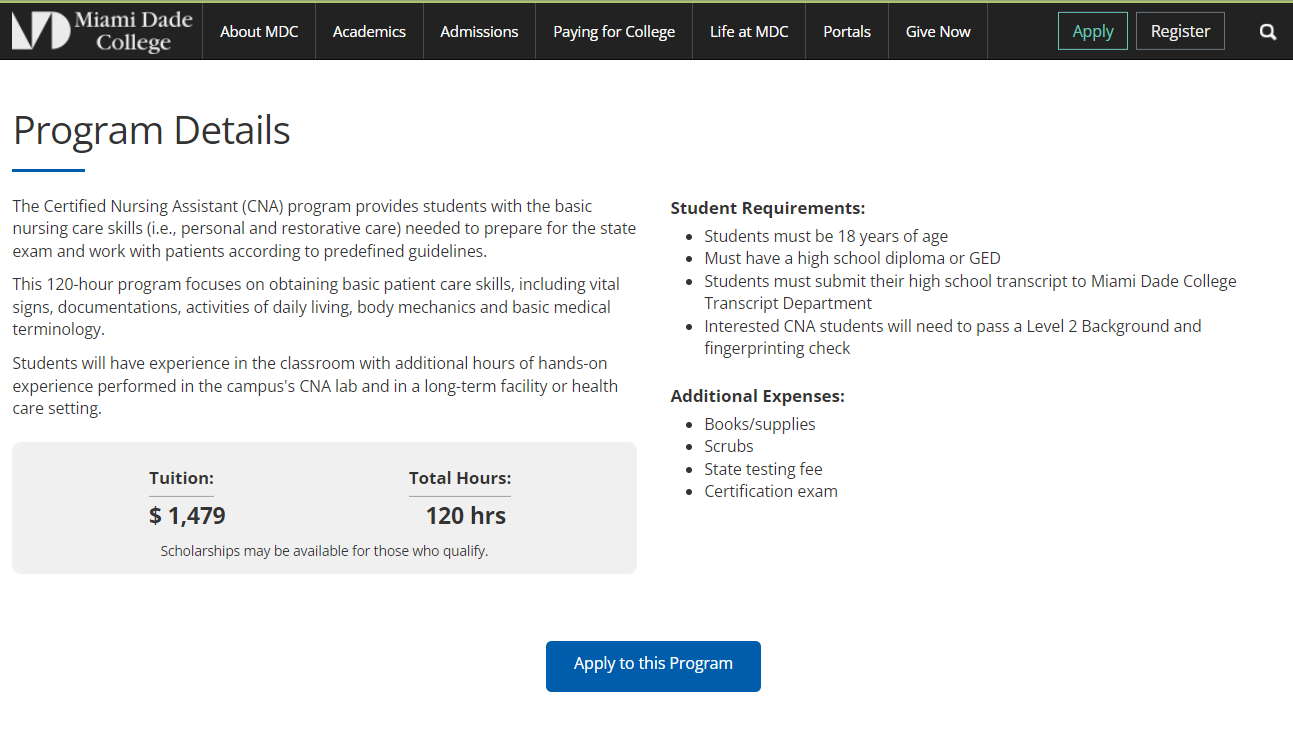 Miami Dade
College
About MDC
Academics
Admissions
Paying for College
Life at MDC
Portals
Give Now
Apply
Register
Program Details
The Certified Nursing Assistant (CNA) program provides students with the basic
nursing care skills (i.e., personal and restorative care) needed to prepare for the state
exam and work with patients according to predefined guidelines.
This 120-hour program focuses on obtaining basic patient care skills, including vital
signs, documentations, activities of daily living, body mechanics and basic medical
terminology.
Students will have experience in the classroom with additional hours of hands-on
experience performed in the campus's CNA lab and in a long-term facility or health
care setting.
Tuition:
$ 1,479
Total Hours:
120 hrs
Scholarships may be available for those who qualify.
Student Requirements:
• Students must be 18 years of age
• Must have a high school diploma or GED
• Students must submit their high school transcript to Miami Dade College
Transcript Department
• Interested CNA students will need to pass a Level 2 Background and
fingerprinting check
Additional Expenses:
• Books/supplies
• Scrubs
• State testing fee
• Certification exam
Apply to this Program